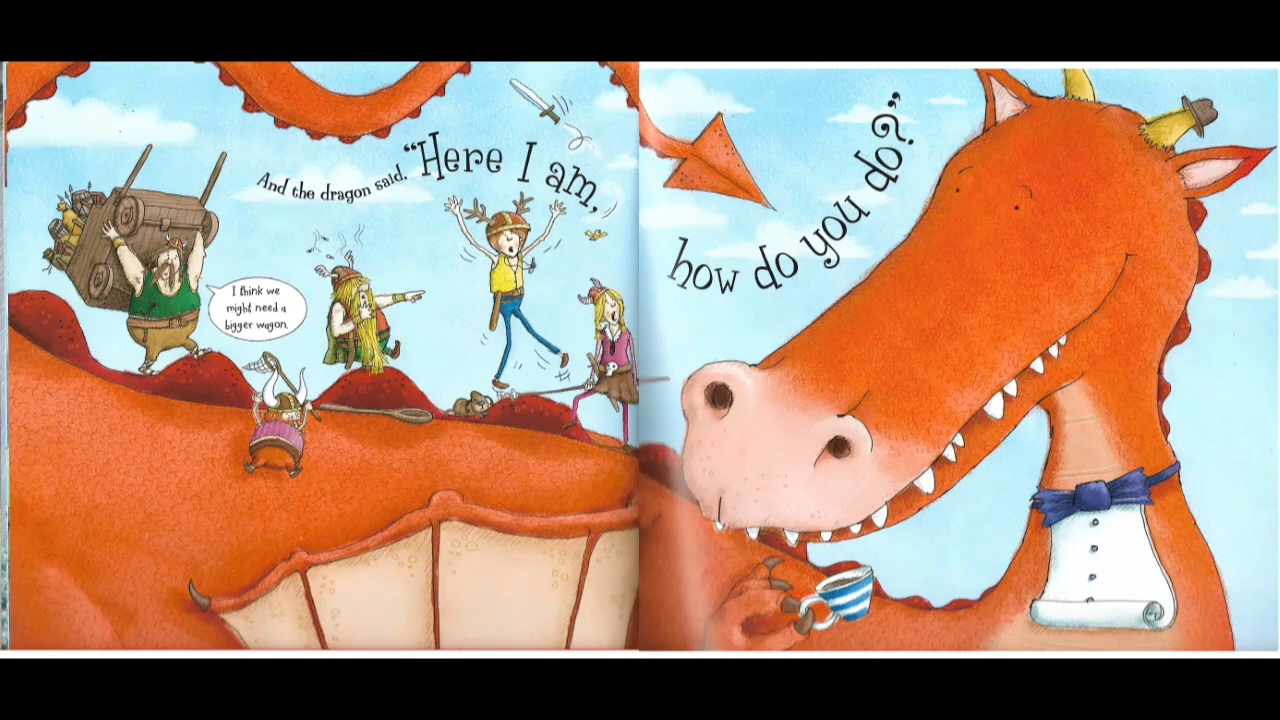 And the dragon said, “Here I am,
how do you do?”
I think we
might need a
bigger wagon.